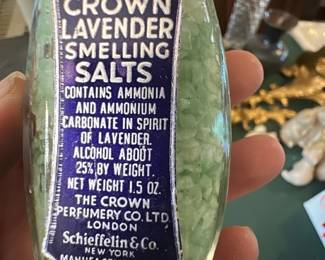 CROWN
LAVENDER
SMELLING
SALTS
CONTAINS AMMONIA
AND AMMONIUM
CARBONATE IN SPIRIT
OF LAVENDER.
ALCOHOL ABOUT
25% BY WEIGHT.
NET WEIGHT 1.5 OZ.
THE CROWN
PERFUMERY CO. LTD
LONDON
Schieffelin & Co.
NEW YORK